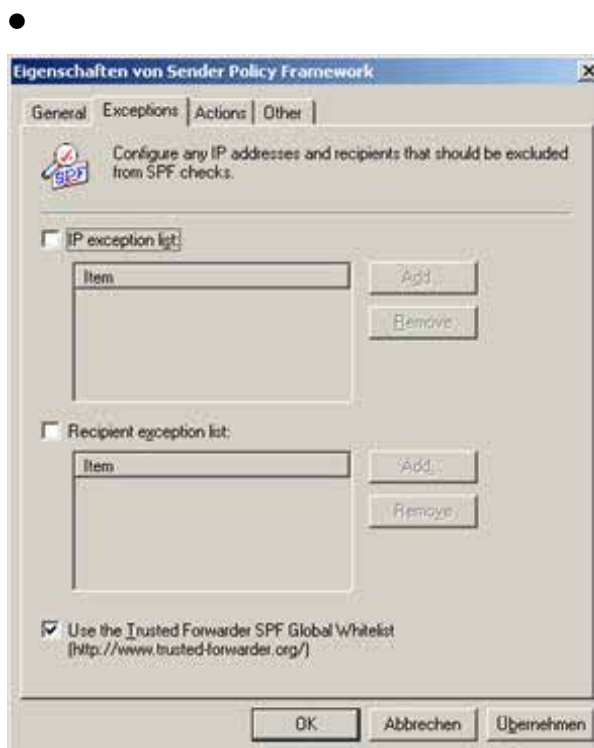 Eigenschaften von Sender Policy Framework
General Exceptions Actions Other
Configure any IP addresses and recipients that should be excluded
from SPF checks.
SPF
IP exception list:
Item
Add...
Remove
Recipient exception list:
Item
Add...
Remove
Use the Trusted Forwarder SPF Global Whitelist
(http://www.trusted-forwarder.org/)
OK Abbrechen Übernehmen